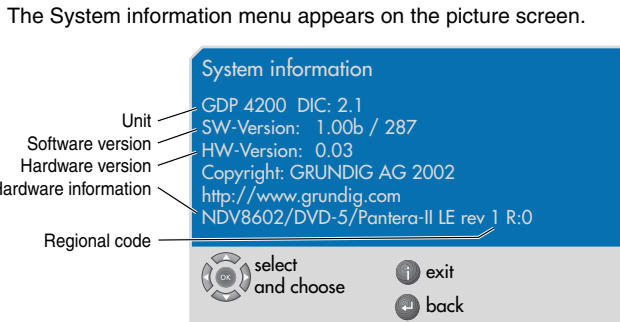 The System information menu appears on the picture screen.
System information
GDP 4200 DIC: 2.1
SW-Version: 1.00b / 287
HW-Version: 0.03
Copyright: GRUNDIG AG 2002
http://www.grundig.com
NDV8602/DVD-5/Pantera-II LE rev 1 R:0
Unit
Software version
Hardware version
Hardware information
Regional code
OK
select
and choose
i exit
back